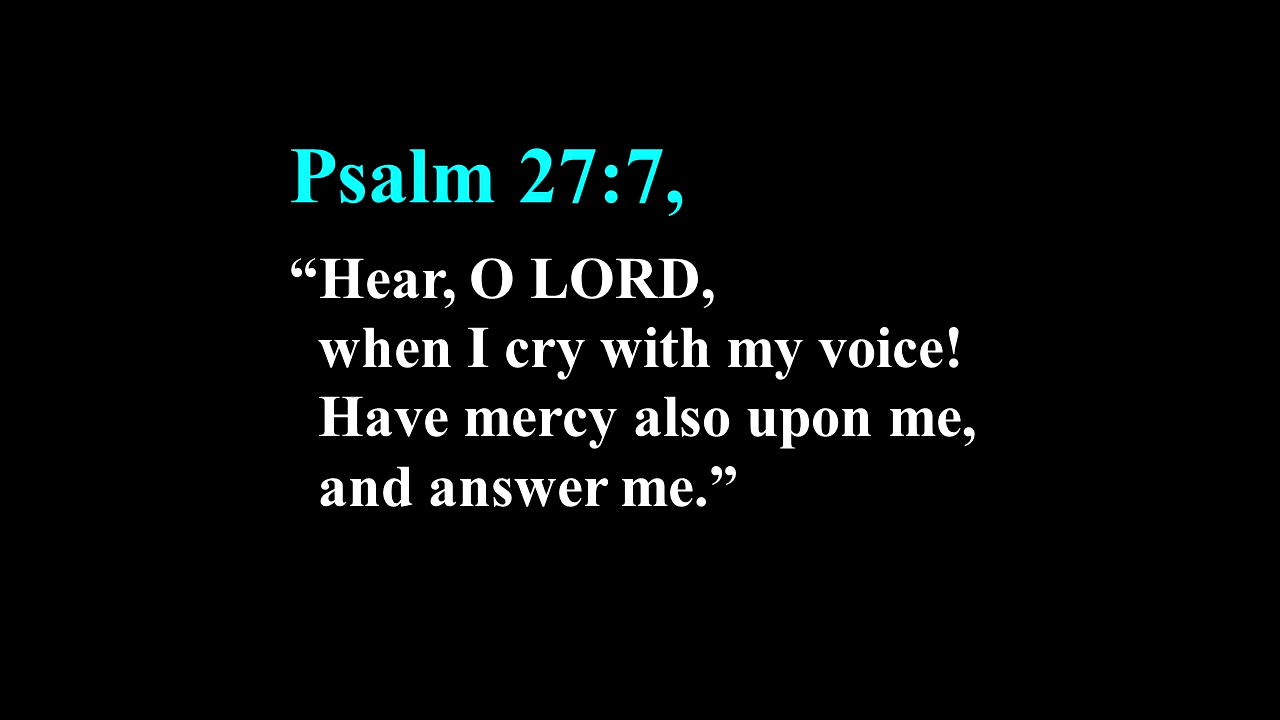 Psalm 27:7,
“Hear, O LORD,
when I cry with my voice!
Have mercy also upon me,
and answer me.”